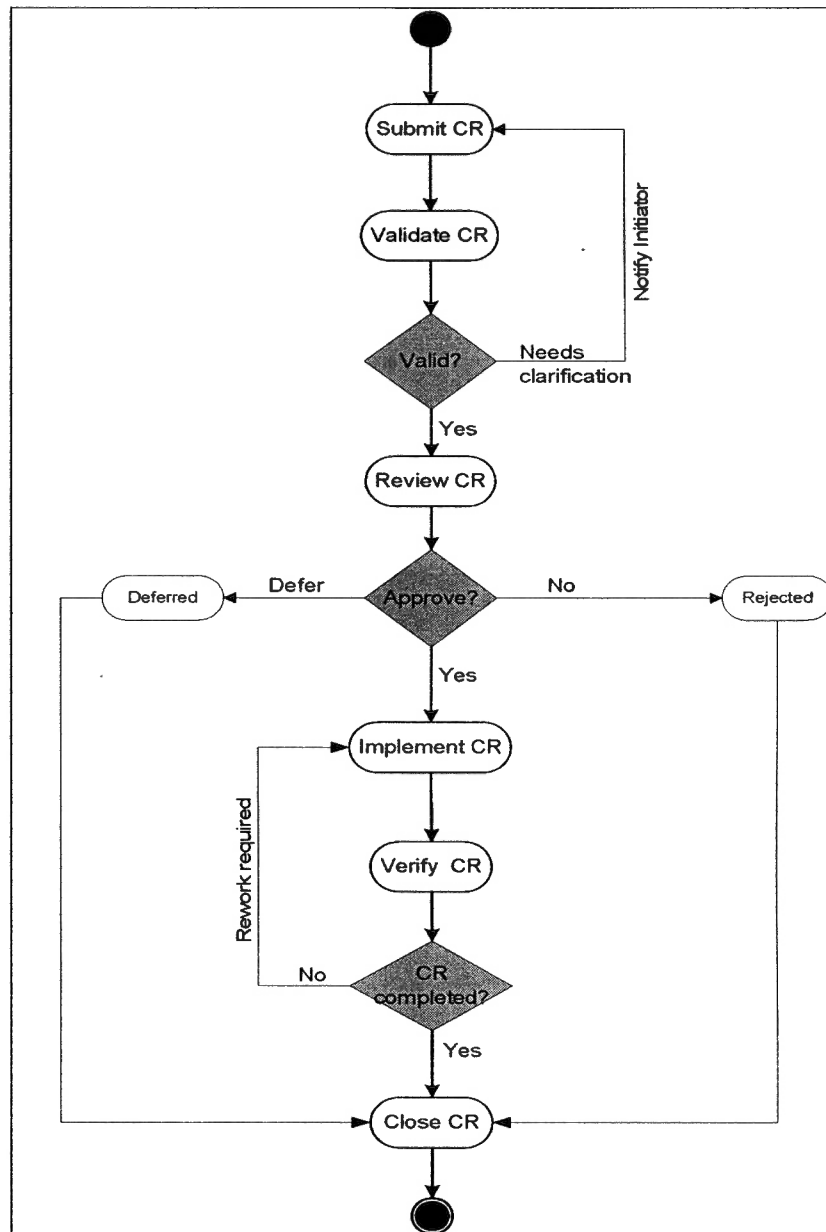 Submit CR
Notify Initiator
Validate CR
Valid?
Needs
clarification
Yes
Review CR
Deferred
Defer
Approve?
No
Rejected
Yes
Implement CR
Rework required
Verify CR
No
CR
completed?
Yes
Close CR